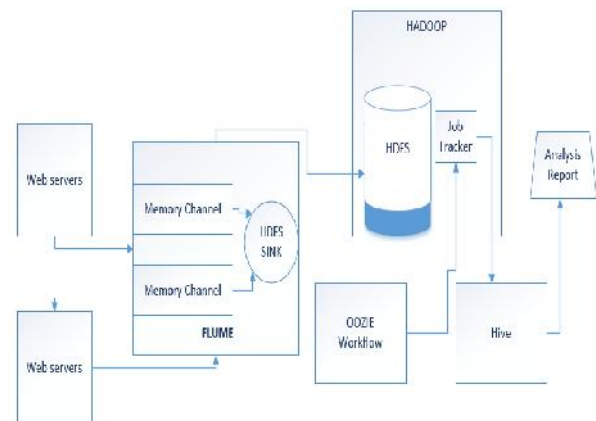 HADOOP
HDFS
Job
Tracker
Analysis
Report
Web servers
Memory Channel
HDFS
SINK
Memory Channel
FLUME
Web servers
OOZIE
Workflow
Hive